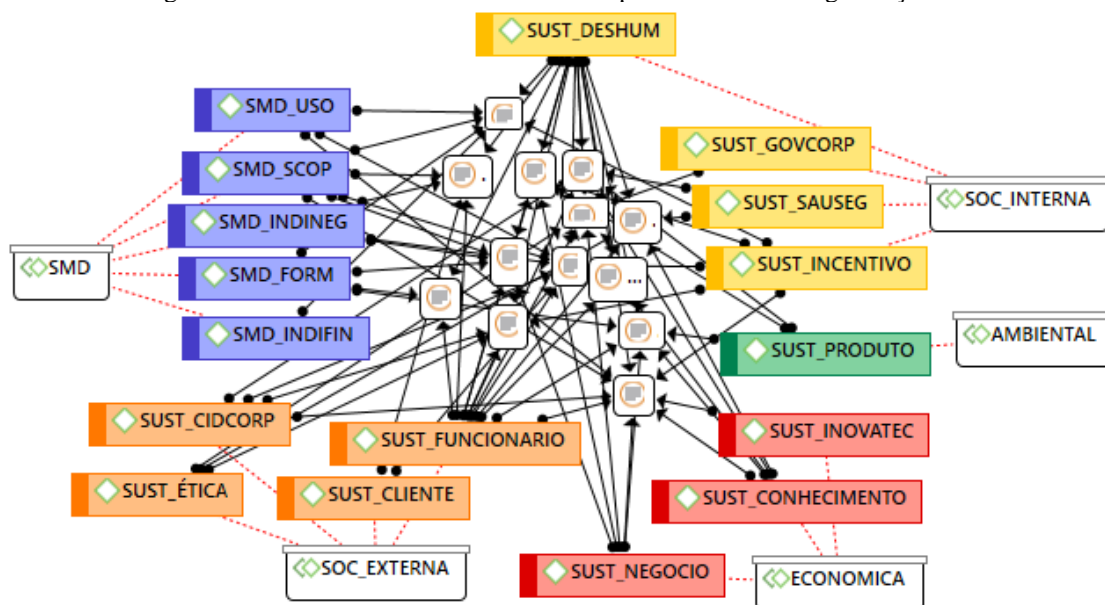 SUST_DESHUM
SMD_USO
SUST_GOVCORP
SMD_SCOP
SOC_INTERNA
SUST_SAUSEG
SMD_INDINEG
SUST_INCENTIVO
SMD
SMD_FORM
...
SMD_INDIFIN
SUST_PRODUTO
AMBIENTAL
SUST_CIDCORP
SUST_FUNCIONARIO
SUST_INOVATEC
SUST_ÉTICA
SUST_CLIENTE
SUST_CONHECIMENTO
SOC_EXTERNA
SUST_NEGOCIO
ECONOMICA